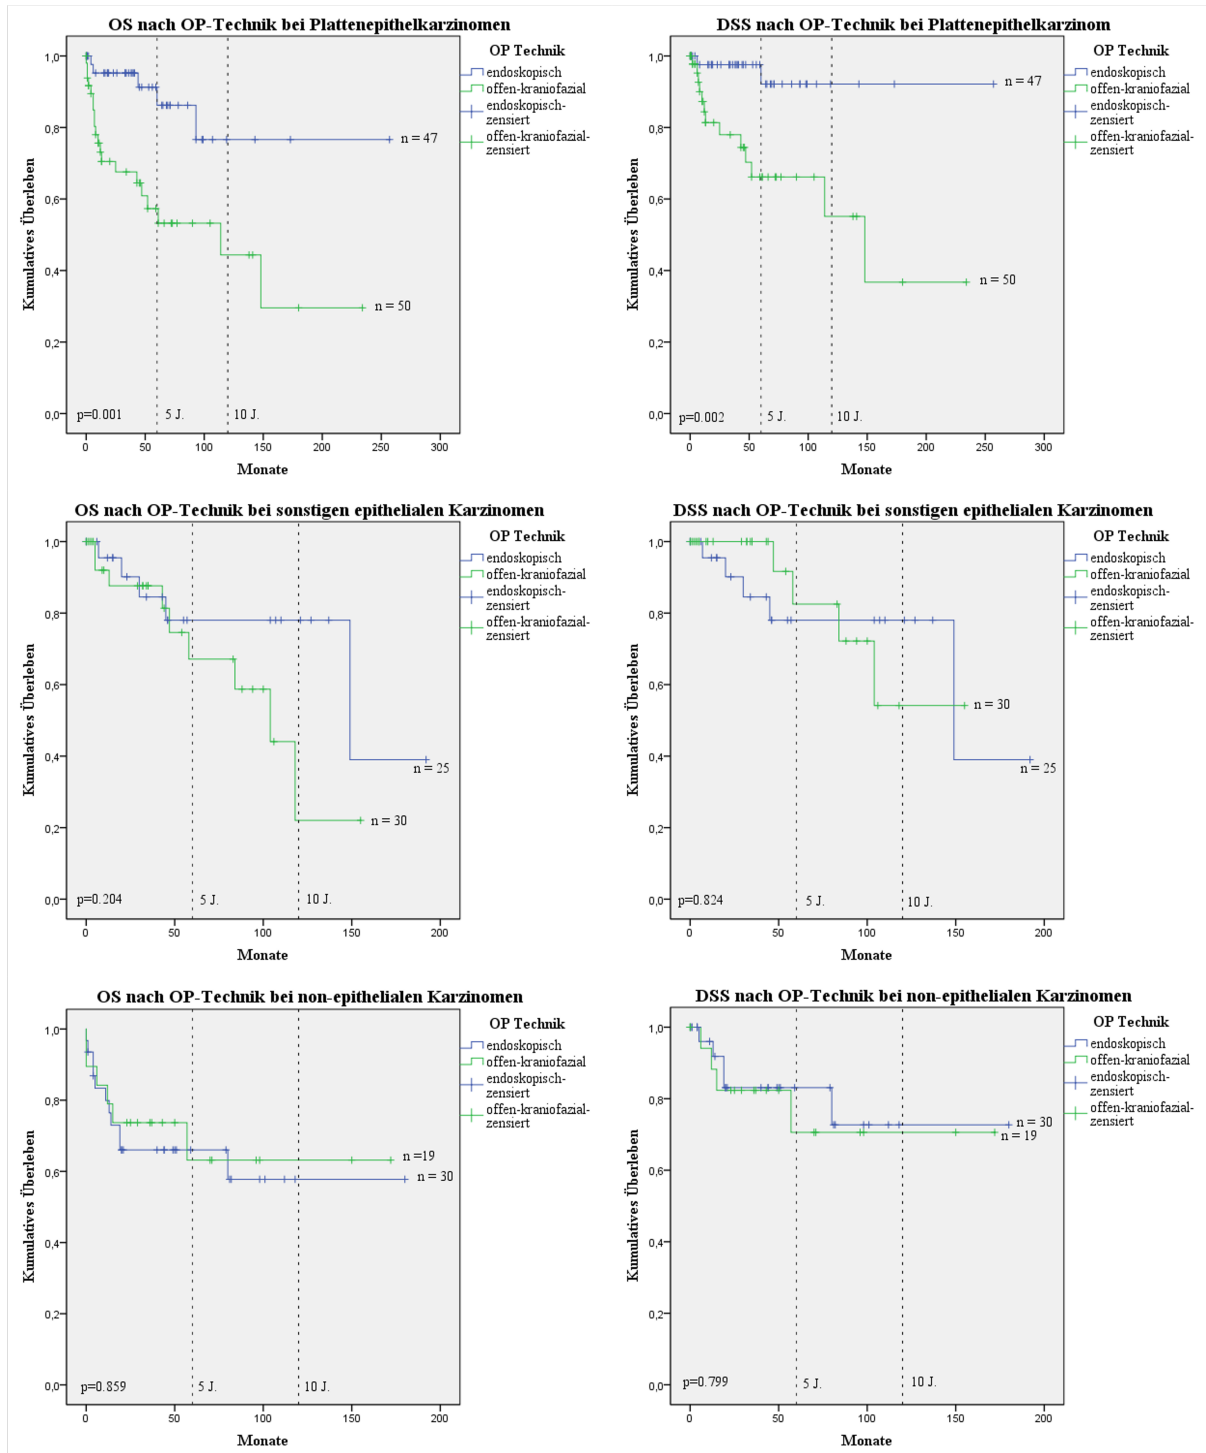 OS nach OP-Technik bei Plattenepithelkarzinomen
Kumulatives Überleben
1,0
0,8
0,6
0,4
0,2
0,0
n = 47
n = 50
p=0.001
5 J.
10 J.
0
50
100
150
200
250
300
Monate
OP Technik
endoskopisch
offen-kraniofazial
endoskopisch-
zensiert
offen-kraniofazial-
zensiert
DSS nach OP-Technik bei Plattenepithelkarzinom
Kumulatives Überleben
1,0
0,8
0,6
0,4
0,2
0,0
n = 47
n = 50
p=0.002
5 J.
10 J.
0
50
100
150
200
250
300
Monate
OP Technik
endoskopisch
offen-kraniofazial
endoskopisch-
zensiert
offen-kraniofazial-
zensiert
OS nach OP-Technik bei sonstigen epithelialen Karzinomen
Kumulatives Überleben
1,0
0,8
0,6
0,4
0,2
0,0
n = 25
n = 30
p=0.204
5 J.
10 J.
0
50
100
150
200
Monate
OP Technik
endoskopisch
offen-kraniofazial
endoskopisch-
zensiert
offen-kraniofazial-
zensiert
DSS nach OP-Technik bei sonstigen epithelialen Karzinomen
Kumulatives Überleben
1,0
0,8
0,6
0,4
0,2
0,0
n = 30
n = 25
p=0.824
5 J.
10 J.
0
50
100
150
200
Monate
OP Technik
endoskopisch
offen-kraniofazial
endoskopisch-
zensiert
offen-kraniofazial-
zensiert
OS nach OP-Technik bei non-epithelialen Karzinomen
Kumulatives Überleben
1,0
0,8
0,6
0,4
0,2
0,0
n =19
n = 30
p=0.859
5 J.
10 J.
0
50
100
150
200
Monate
OP Technik
endoskopisch
offen-kraniofazial
endoskopisch-
zensiert
offen-kraniofazial-
zensiert
DSS nach OP-Technik bei non-epithelialen Karzinomen
Kumulatives Überleben
1,0
0,8
0,6
0,4
0,2
0,0
n = 30
n = 19
p=0.799
5 J.
10 J.
0
50
100
150
200
Monate
OP Technik
endoskopisch
offen-kraniofazial
endoskopisch-
zensiert
offen-kraniofazial-
zensiert